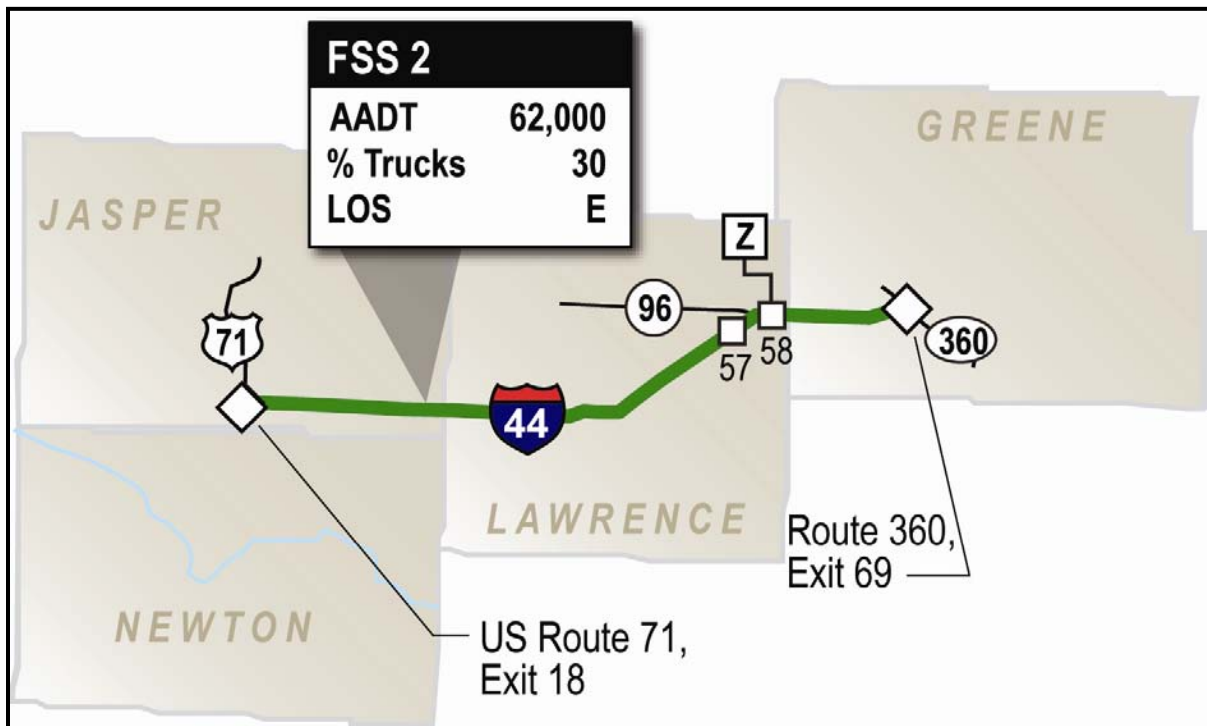 FSS 2
AADT 62,000
% Trucks 30
LOS E
GREENE
JASPER
Z
96
71
57
58
360
44
LAWRENCE
Route 360,
Exit 69
NEWTON
US Route 71,
Exit 18